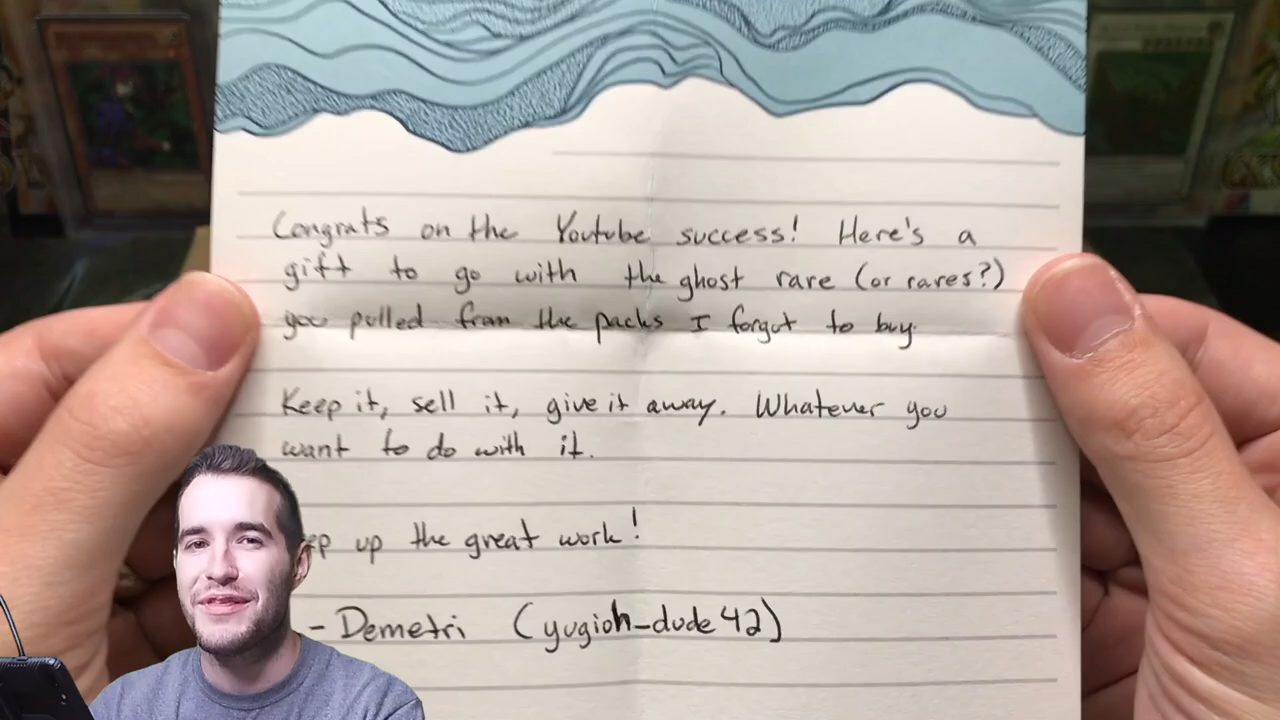 Congrats on the Youtube success! Here's a
gift to go with the ghost rare (or rares?)
you pulled from the packs I forgot to buy.
Keep it, sell it, give it away. Whatever you
want to do with it.
ep up the great work!
- Demetri (yugioh_dude42)